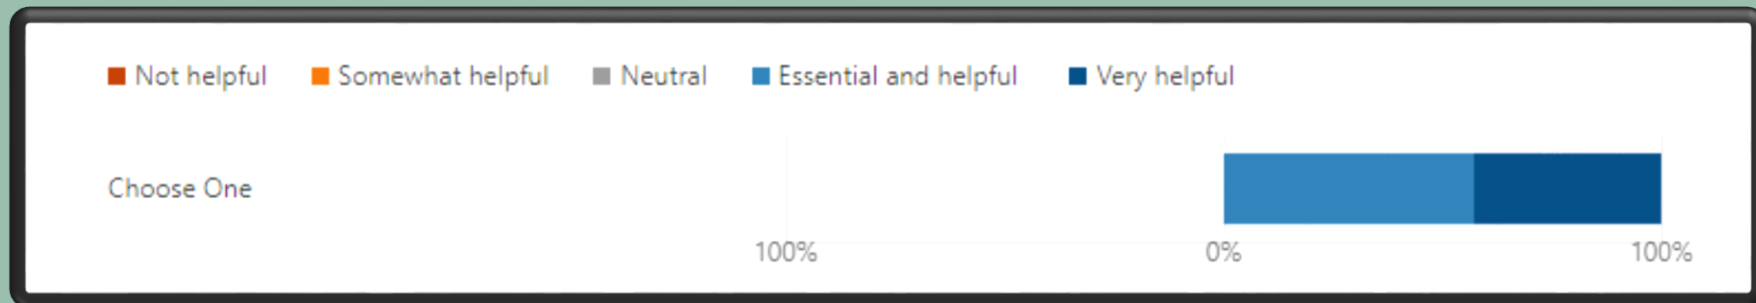 Not helpful Somewhat helpful Neutral Essential and helpful Very helpful
Choose One
100% 0% 100%